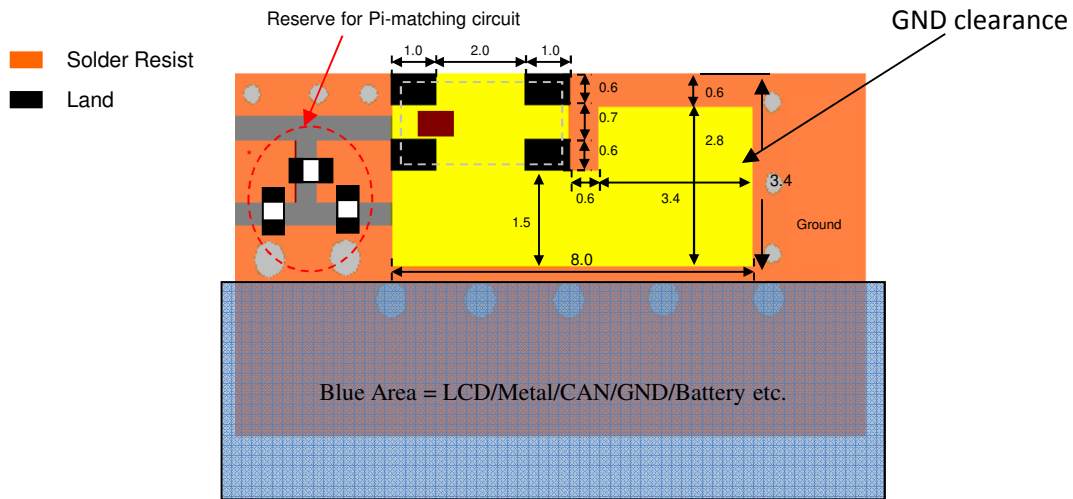 Reserve for Pi-matching circuit
GND clearance
Solder Resist
Land
1.0
2.0
1.0
0.6
0.6
0.7
2.8
0.6
3.4
0.6
3.4
1.5
Ground
8.0
Blue Area = LCD/Metal/CAN/GND/Battery etc.